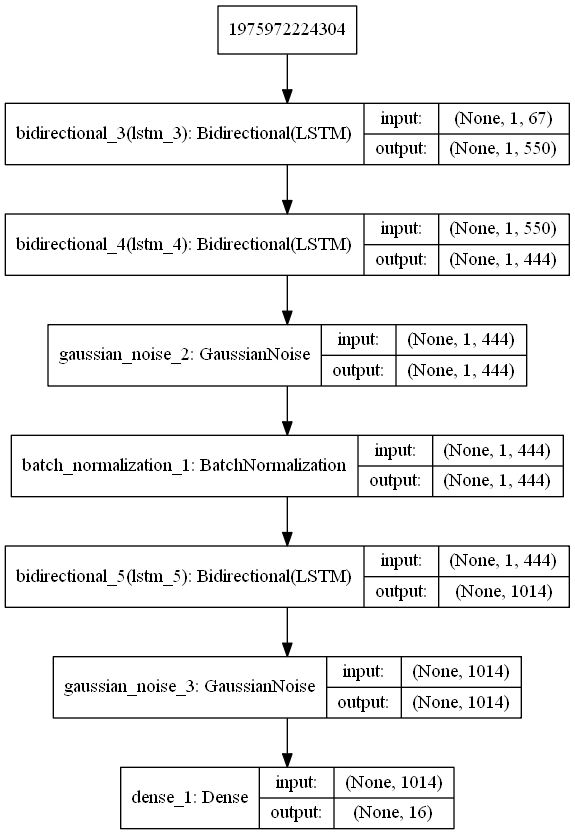 1975972224304
bidirectional_3(lstm_3): Bidirectional(LSTM)
input:
(None, 1, 67)
output:
(None, 1, 550)
bidirectional_4(lstm_4): Bidirectional(LSTM)
input:
(None, 1, 550)
output:
(None, 1, 444)
gaussian_noise_2: GaussianNoise
input:
(None, 1, 444)
output:
(None, 1, 444)
batch_normalization_1: BatchNormalization
input:
(None, 1, 444)
output:
(None, 1, 444)
bidirectional_5(lstm_5): Bidirectional(LSTM)
input:
(None, 1, 444)
output:
(None, 1014)
gaussian_noise_3: GaussianNoise
input:
(None, 1014)
output:
(None, 1014)
dense_1: Dense
input:
(None, 1014)
output:
(None, 16)